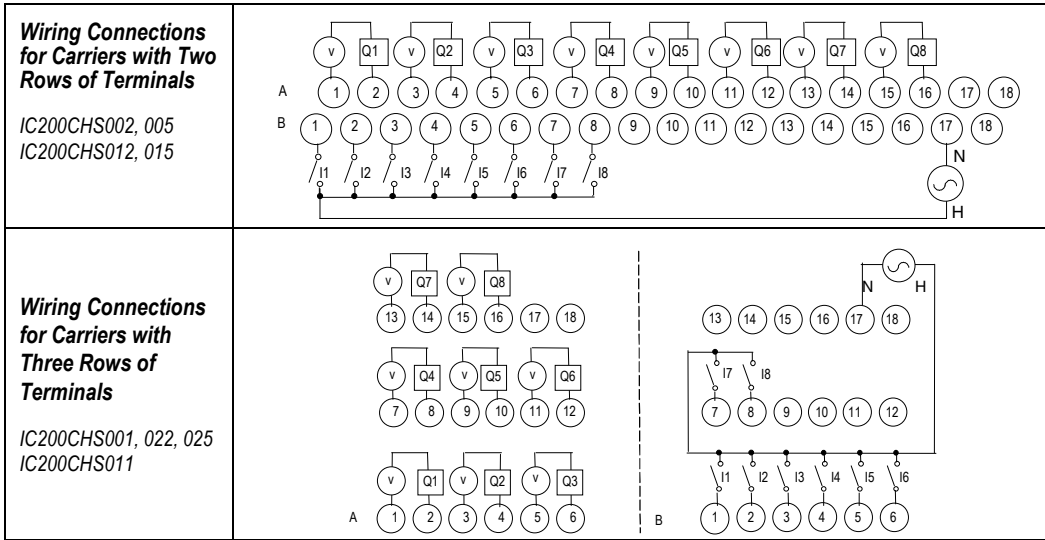 Wiring Connections
for Carriers with Two
Rows of Terminals
IC200CHS002, 005
IC200CHS012, 015
v Q1 v Q2 v Q3 v Q4 v Q5 v Q6 v Q7 v Q8
A 1 2 3 4 5 6 7 8 9 10 11 12 13 14 15 16 17 18
B 1 2 3 4 5 6 7 8 9 10 11 12 13 14 15 16 17 18
N
I1 I2 I3 I4 I5 I6 I7 I8
H
Wiring Connections
for Carriers with
Three Rows of
Terminals
IC200CHS001, 022, 025
IC200CHS011
v Q7 v Q8
13 14 15 16 17 18
v Q4 v Q5 v Q6
7 8 9 10 11 12
v Q1 v Q2 v Q3
A 1 2 3 4 5 6
N H
13 14 15 16 17 18
I7 I8
7 8 9 10 11 12
I1 I2 I3 I4 I5 I6
B 1 2 3 4 5 6